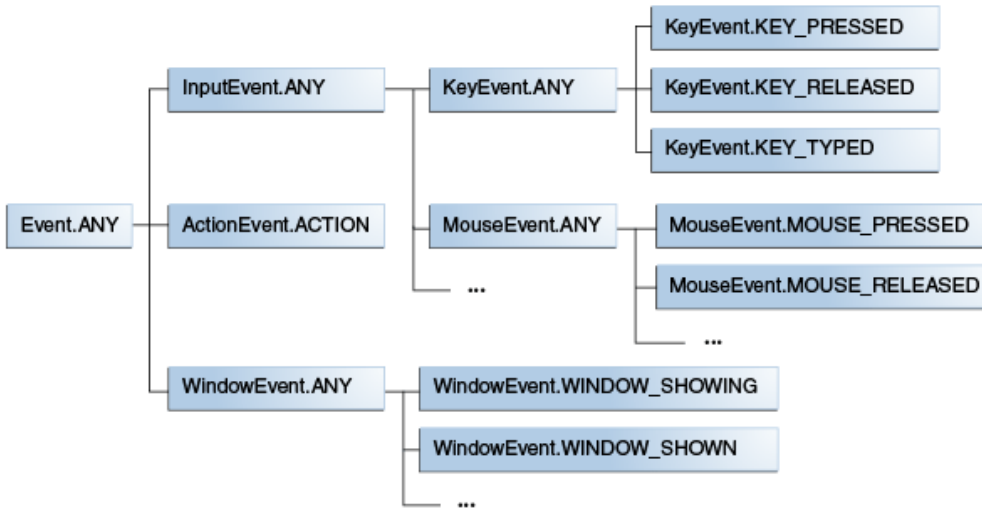 KeyEvent.KEY_PRESSED
InputEvent.ANY
KeyEvent.ANY
KeyEvent.KEY_RELEASED
KeyEvent.KEY_TYPED
Event.ANY
ActionEvent.ACTION
MouseEvent.ANY
MouseEvent.MOUSE_PRESSED
...
MouseEvent.MOUSE_RELEASED
...
WindowEvent.ANY
WindowEvent.WINDOW_SHOWING
WindowEvent.WINDOW_SHOWN
...